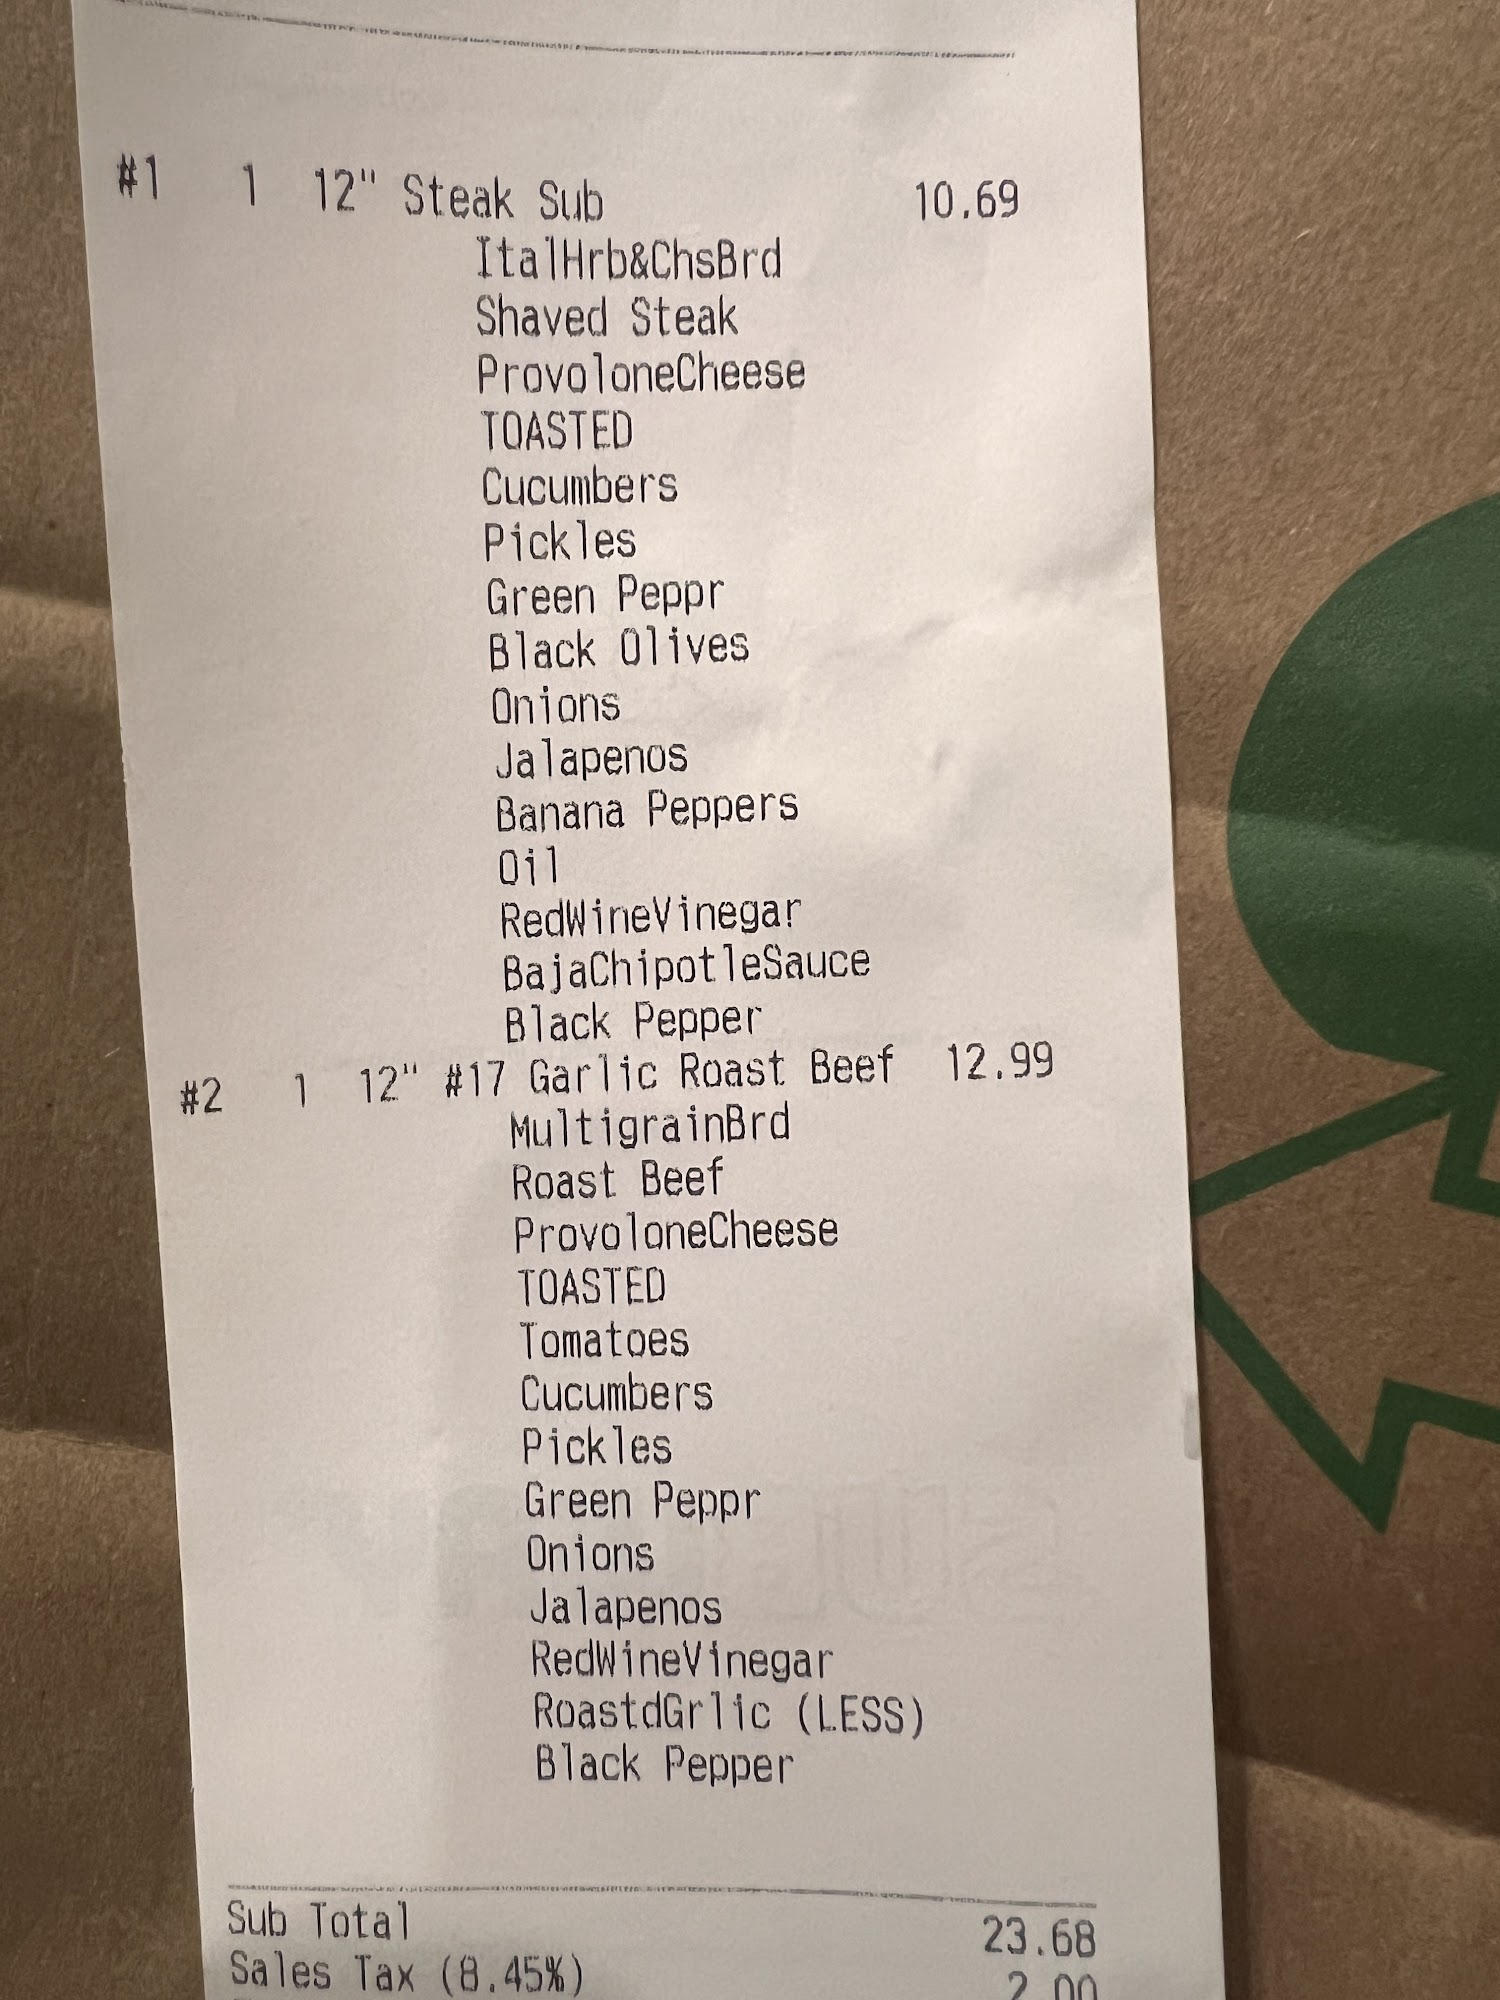 #1 1 12" Steak Sub 10.69
ItalHrb&ChsBrd
Shaved Steak
ProvoloneCheese
TOASTED
Cucumbers
Pickles
Green Peppr
Black Olives
Onions
Jalapenos
Banana Peppers
Oil
RedWineVinegar
BajaChipotleSauce
Black Pepper
#2 1 12" #17 Garlic Roast Beef 12.99
MultigrainBrd
Roast Beef
ProvoloneCheese
TOASTED
Tomatoes
Cucumbers
Pickles
Green Peppr
Onions
Jalapenos
RedWineVinegar
RoastdGrlic (LESS)
Black Pepper
Sub Total 23.68
Sales Tax (8.45%) 2.00